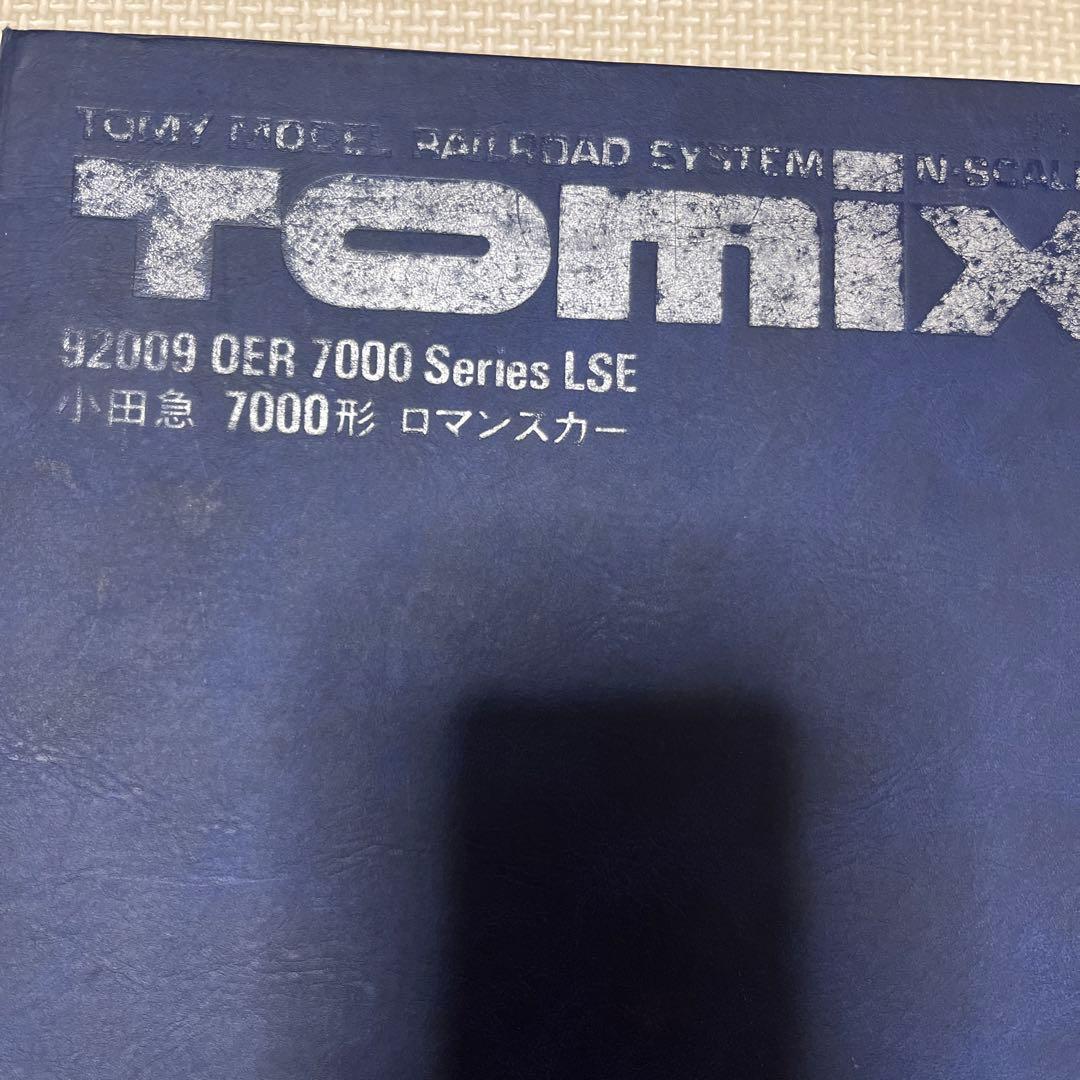 TOMY MODEL RAILROAD SYSTEM N-SCALE
TOMIX
92009 OER 7000 Series LSE
小田急 7000形 ロマンスカー